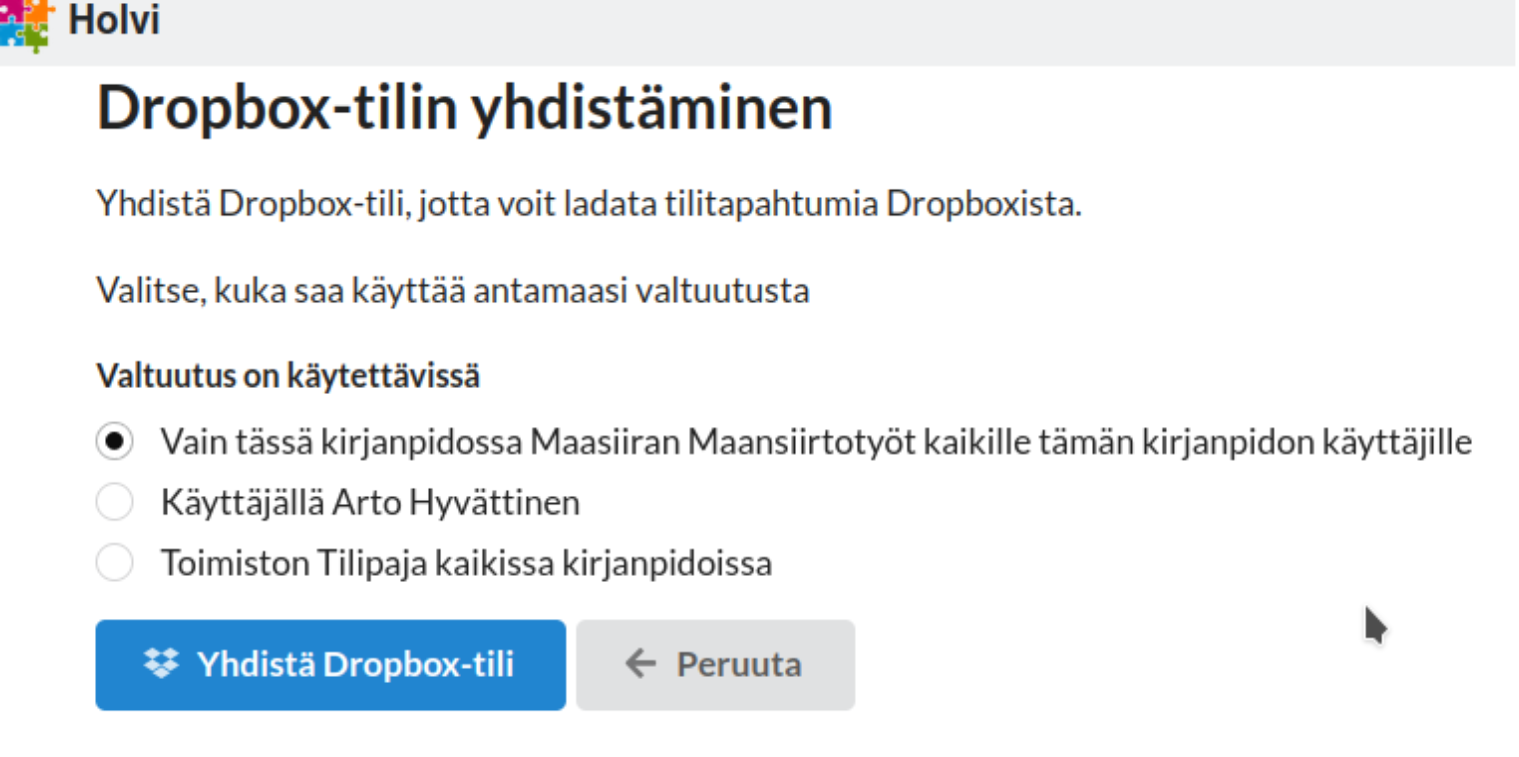 Holvi
Dropbox-tilin yhdistäminen
Yhdistä Dropbox-tili, jotta voit ladata tilitapahtumia Dropboxista.
Valitse, kuka saa käyttää antamaasi valtuutusta
Valtuutus on käytettävissä
Vain tässä kirjanpidossa Maasiiran Maansiirtotyöt kaikille tämän kirjanpidon käyttäjille
Käyttäjällä Arto Hyvättinen
Toimiston Tilipaja kaikissa kirjanpidoissa
Yhdistä Dropbox-tili
Peruuta